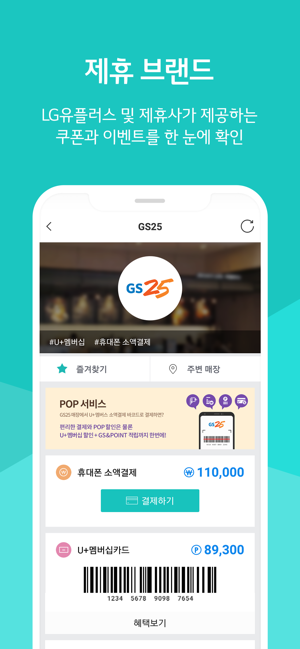 제휴 브랜드
LG유플러스 및 제휴사가 제공하는
쿠폰과 이벤트를 한 눈에 확인
GS25
GS25
#U+멤버십 #휴대폰 소액결제
즐겨찾기 주변 매장
POP 서비스
GS25 매장에서 U+멤버스 소액결제 바코드로 결제하면!
편리한 결제와 POP할인은 물론
U+멤버십 할인+GS&POINT 적립까지 한번에!
GS25
휴대폰 소액결제 110,000
결제하기
U+멤버십카드 P 89,300
1234 5678 9098 7654
혜택보기